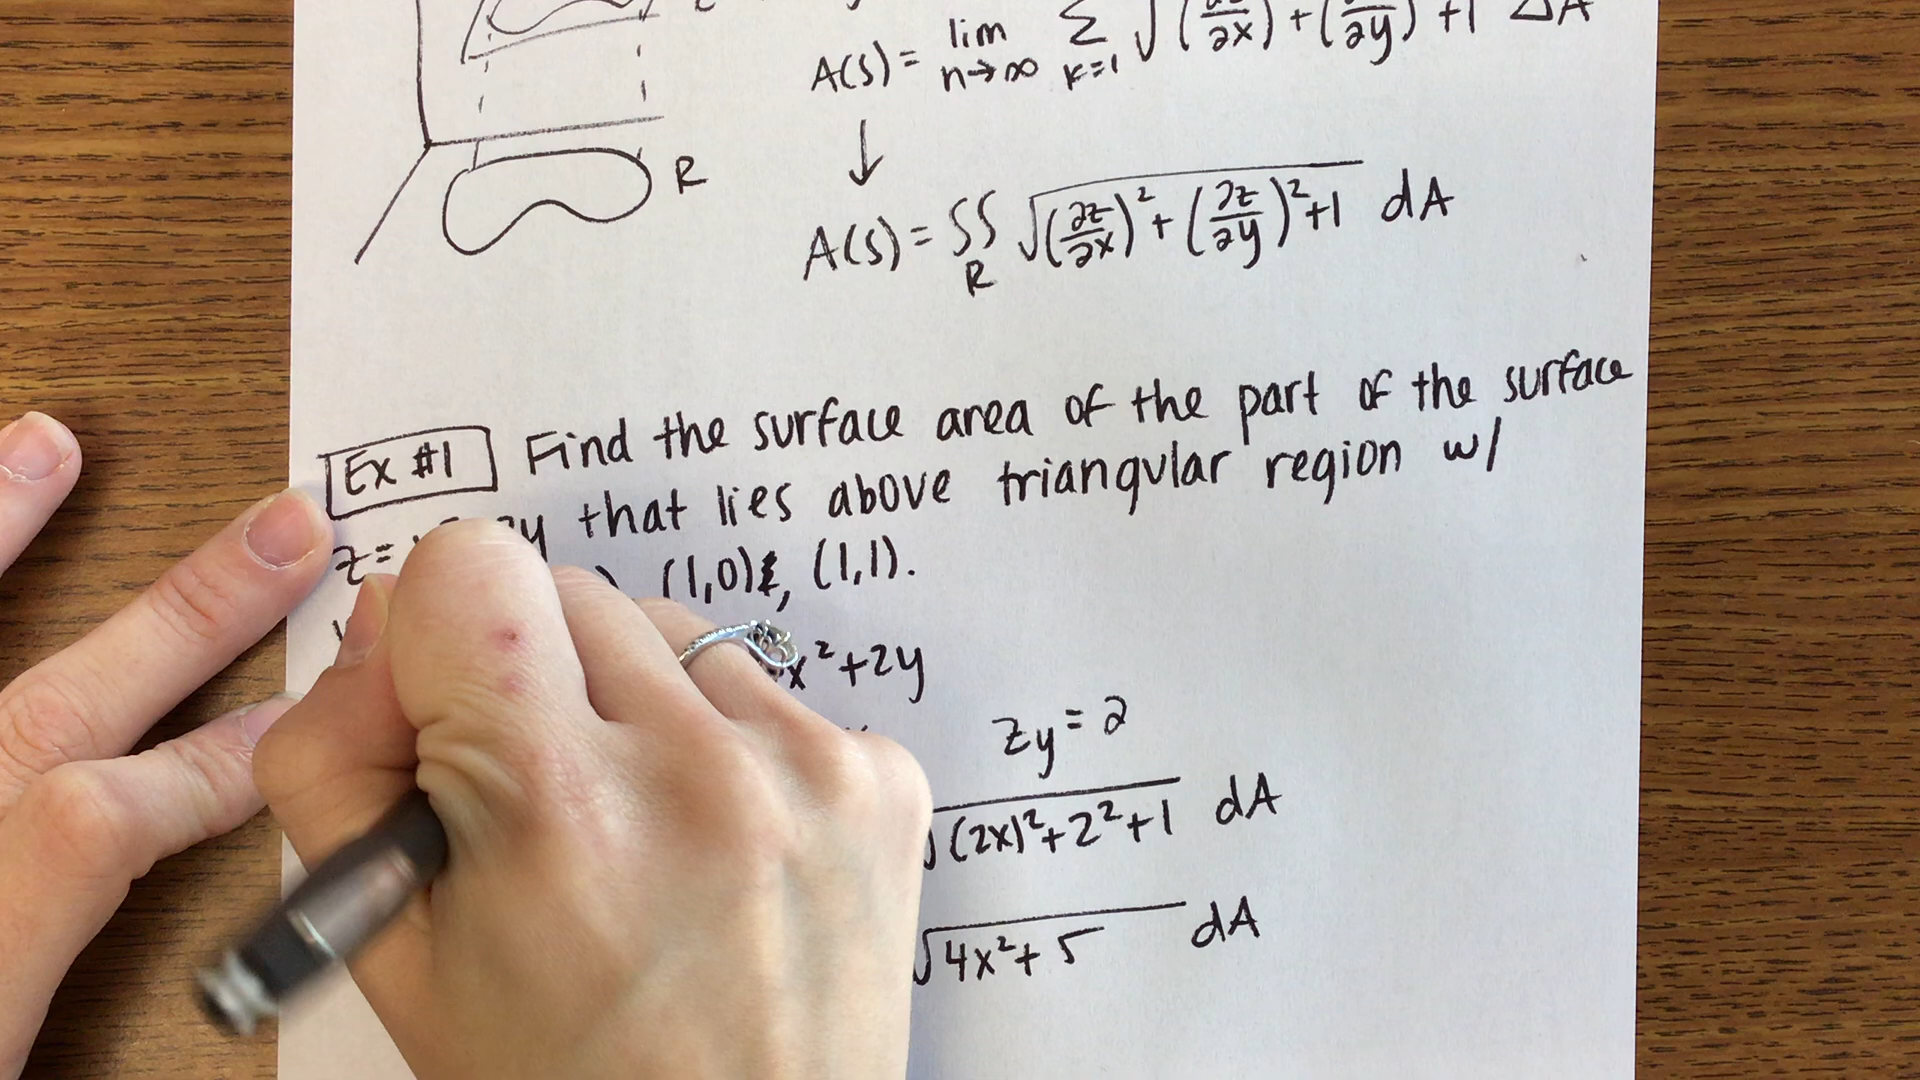 A(S) = lim n→∞ Σ k=1 √( ∂x) + ( ∂y) + 1 ΔA
↓
R
A(S) = ∫∫ R √(∂z/∂x)² + (∂z/∂y)² + 1 dA
Ex #1 Find the surface area of the part of the surface
z = 2y that lies above triangular region w/
(1,0)&, (1,1).
x² + 2y
zy = 2
√(2x)² + 2² + 1 dA
√4x² + 5 dA